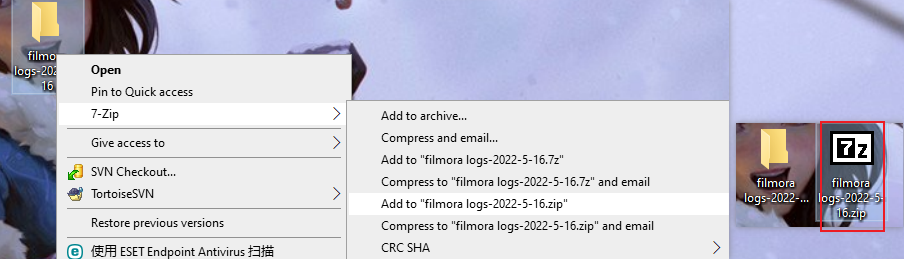 filmora
logs-202
16
Open
Pin to Quick access
7-Zip
Give access to
SVN Checkout...
TortoiseSVN
Restore previous versions
使用 ESET Endpoint Antivirus 扫描
Add to archive...
Compress and email...
Add to "filmora logs-2022-5-16.7z"
Compress to "filmora logs-2022-5-16.7z" and email
Add to "filmora logs-2022-5-16.zip"
Compress to "filmora logs-2022-5-16.zip" and email
CRC SHA
filmora
logs-2022-...
7z
filmora
logs-2022-5-
16.zip